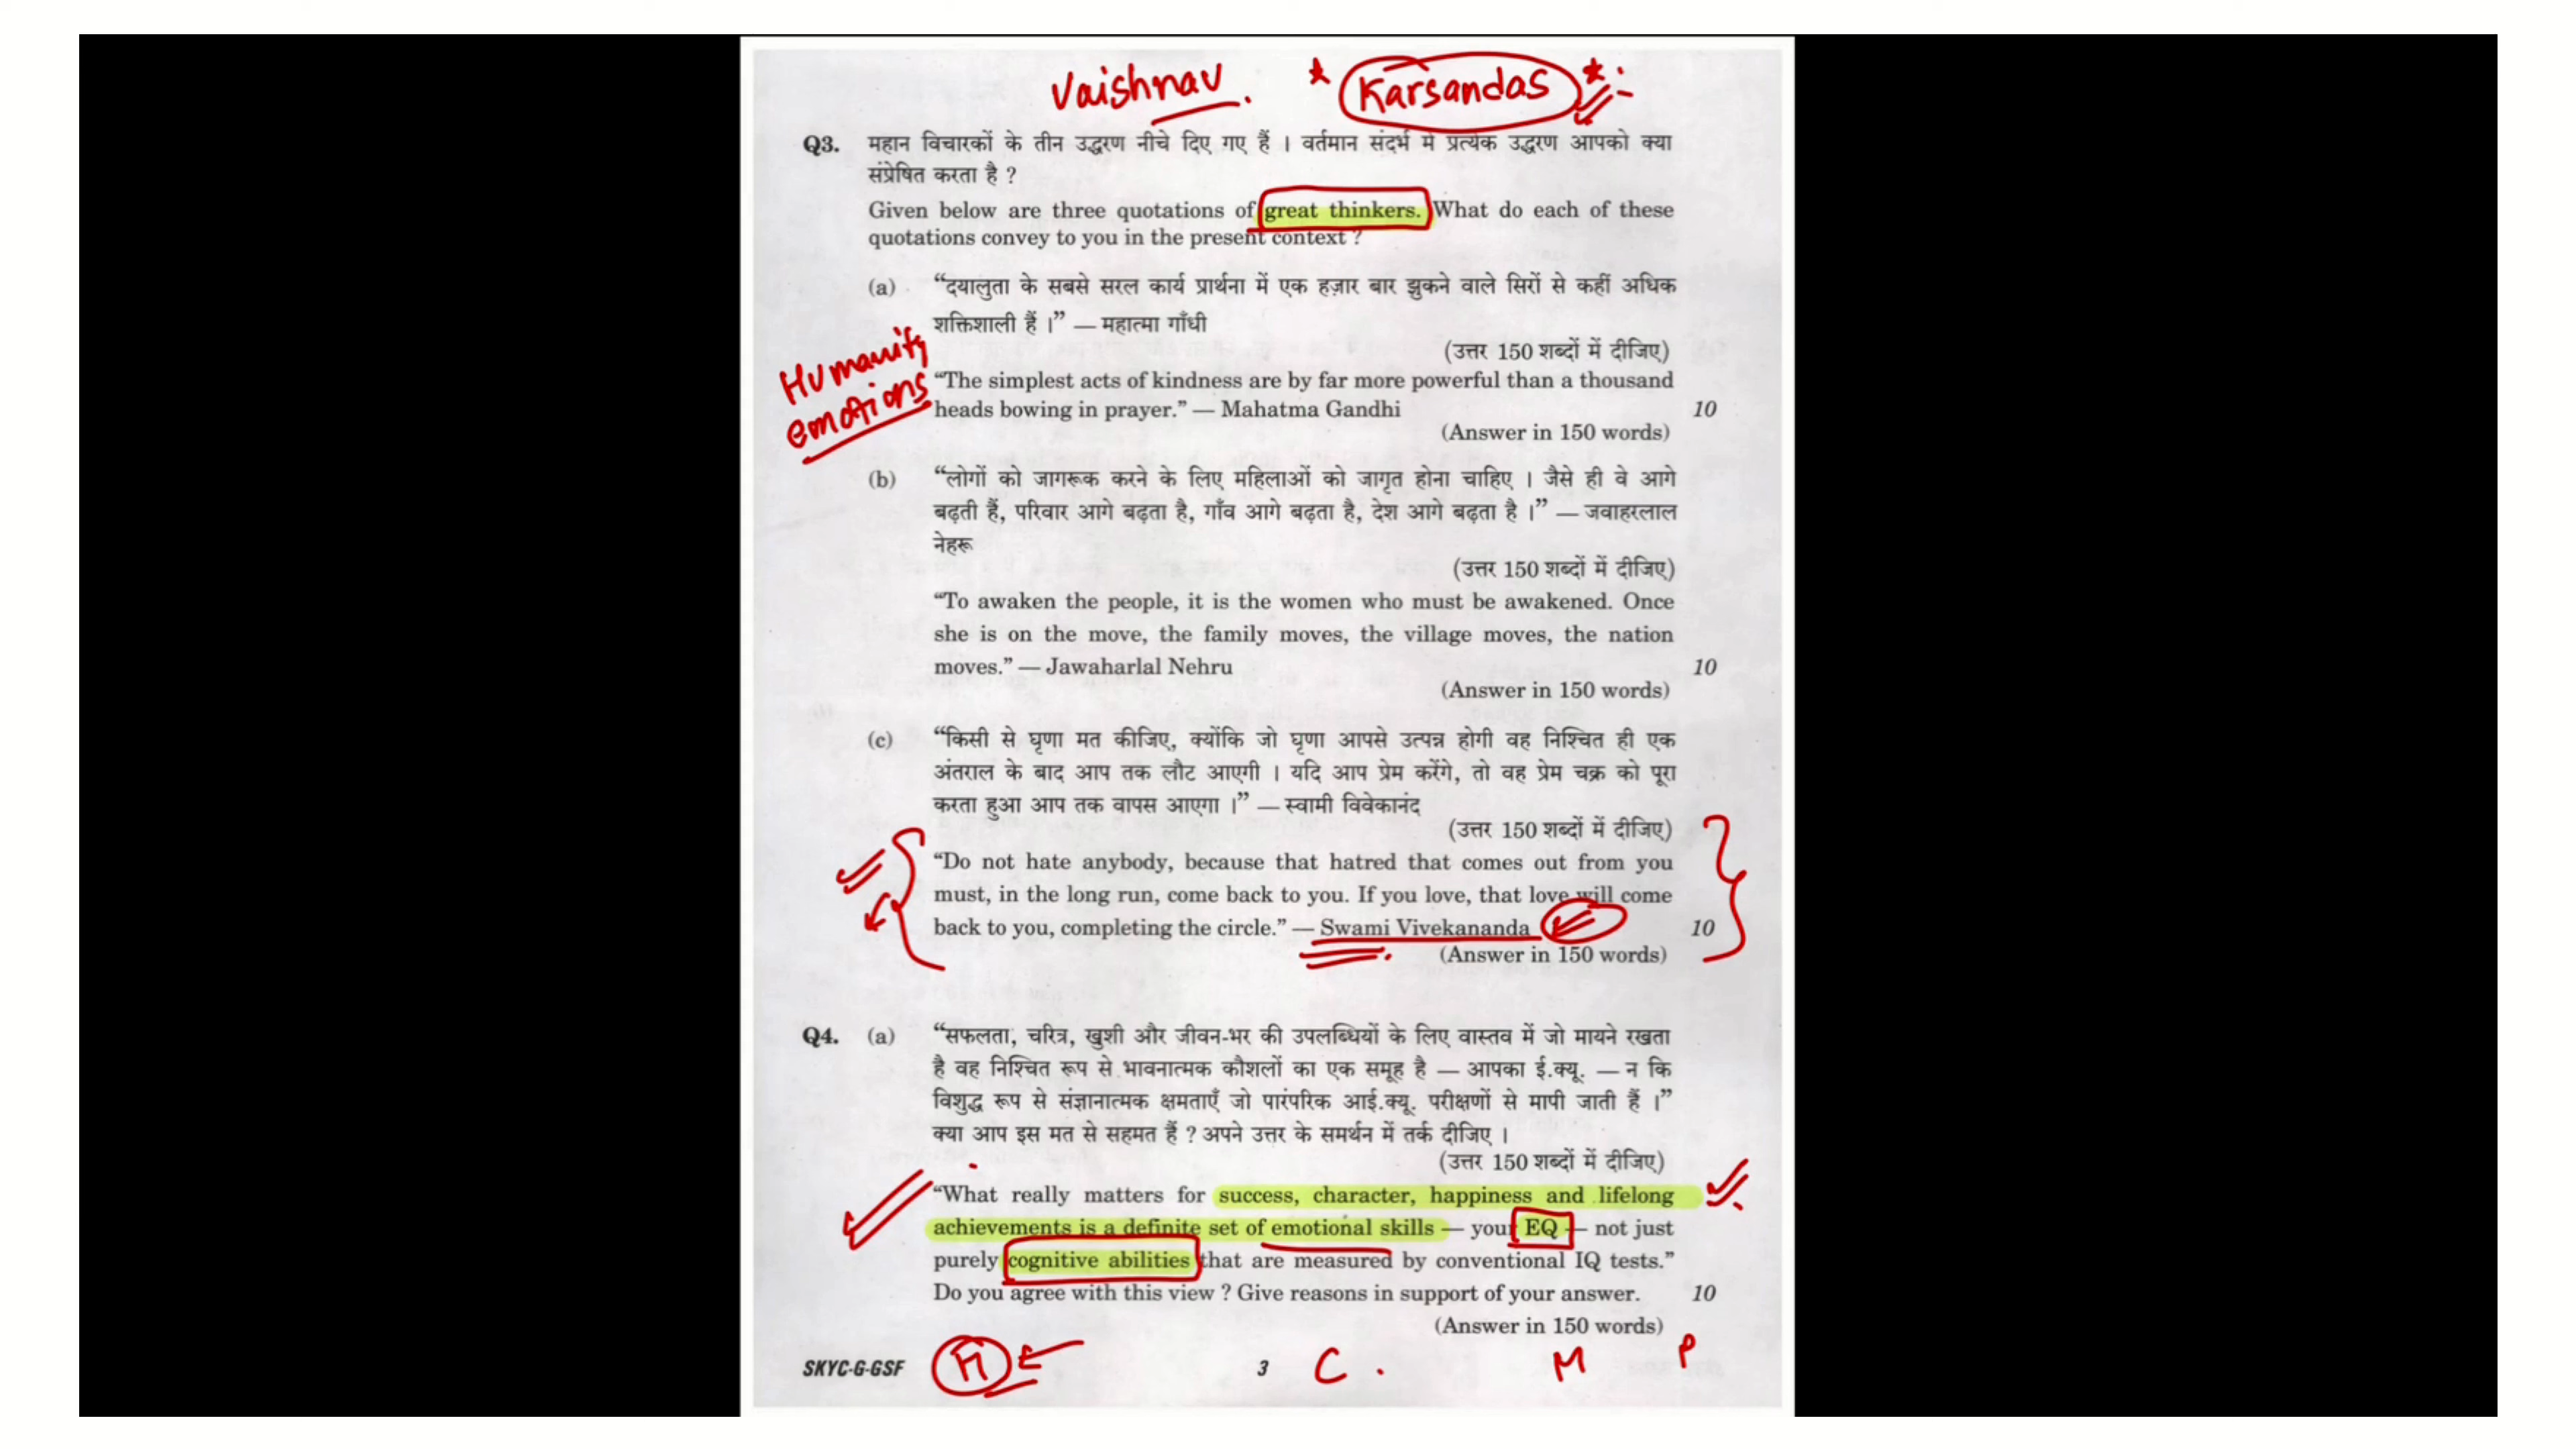 Vaishnav.
Karsandas
Q3. महान विचारकों के तीन उद्धरण नीचे दिए गए हैं । वर्तमान संदर्भ में प्रत्येक उद्धरण आपको क्या
संप्रेषित करता है ?
Given below are three quotations of great thinkers. What do each of these
quotations convey to you in the present context ?
(a) “दयालुता के सबसे सरल कार्य प्रार्थना में एक हज़ार बार झुकने वाले सिरों से कहीं अधिक
शक्तिशाली हैं ।” — महात्मा गाँधी
(उत्तर 150 शब्दों में दीजिए)
Humanity
emotions
“The simplest acts of kindness are by far more powerful than a thousand
heads bowing in prayer.” — Mahatma Gandhi 10
(Answer in 150 words)
(b) “लोगों को जागरूक करने के लिए महिलाओं को जागृत होना चाहिए । जैसे ही वे आगे
बढ़ती हैं, परिवार आगे बढ़ता है, गाँव आगे बढ़ता है, देश आगे बढ़ता है ।” — जवाहरलाल
नेहरू
(उत्तर 150 शब्दों में दीजिए)
“To awaken the people, it is the women who must be awakened. Once
she is on the move, the family moves, the village moves, the nation
moves.” — Jawaharlal Nehru 10
(Answer in 150 words)
(c) “किसी से घृणा मत कीजिए, क्योंकि जो घृणा आपसे उत्पन्न होगी वह निश्चित ही एक
अंतराल के बाद आप तक लौट आएगी । यदि आप प्रेम करेंगे, तो वह प्रेम चक्र को पूरा
करता हुआ आप तक वापस आएगा ।” — स्वामी विवेकानंद
(उत्तर 150 शब्दों में दीजिए)
“Do not hate anybody, because that hatred that comes out from you
must, in the long run, come back to you. If you love, that love will come
back to you, completing the circle.” — Swami Vivekananda 10
(Answer in 150 words)
Q4. (a) “सफलता, चरित्र, खुशी और जीवन-भर की उपलब्धियों के लिए वास्तव में जो मायने रखता
है वह निश्चित रूप से भावनात्मक कौशलों का एक समूह है — आपका ई.क्यू. — न कि
विशुद्ध रूप से संज्ञानात्मक क्षमताएँ जो पारंपरिक आई.क्यू. परीक्षणों से मापी जाती हैं ।”
क्या आप इस मत से सहमत हैं ? अपने उत्तर के समर्थन में तर्क दीजिए ।
(उत्तर 150 शब्दों में दीजिए)
“What really matters for success, character, happiness and lifelong
achievements is a definite set of emotional skills — your EQ — not just
purely cognitive abilities that are measured by conventional IQ tests.”
Do you agree with this view ? Give reasons in support of your answer. 10
(Answer in 150 words)
SKYC-G-GSF 3 C. M P